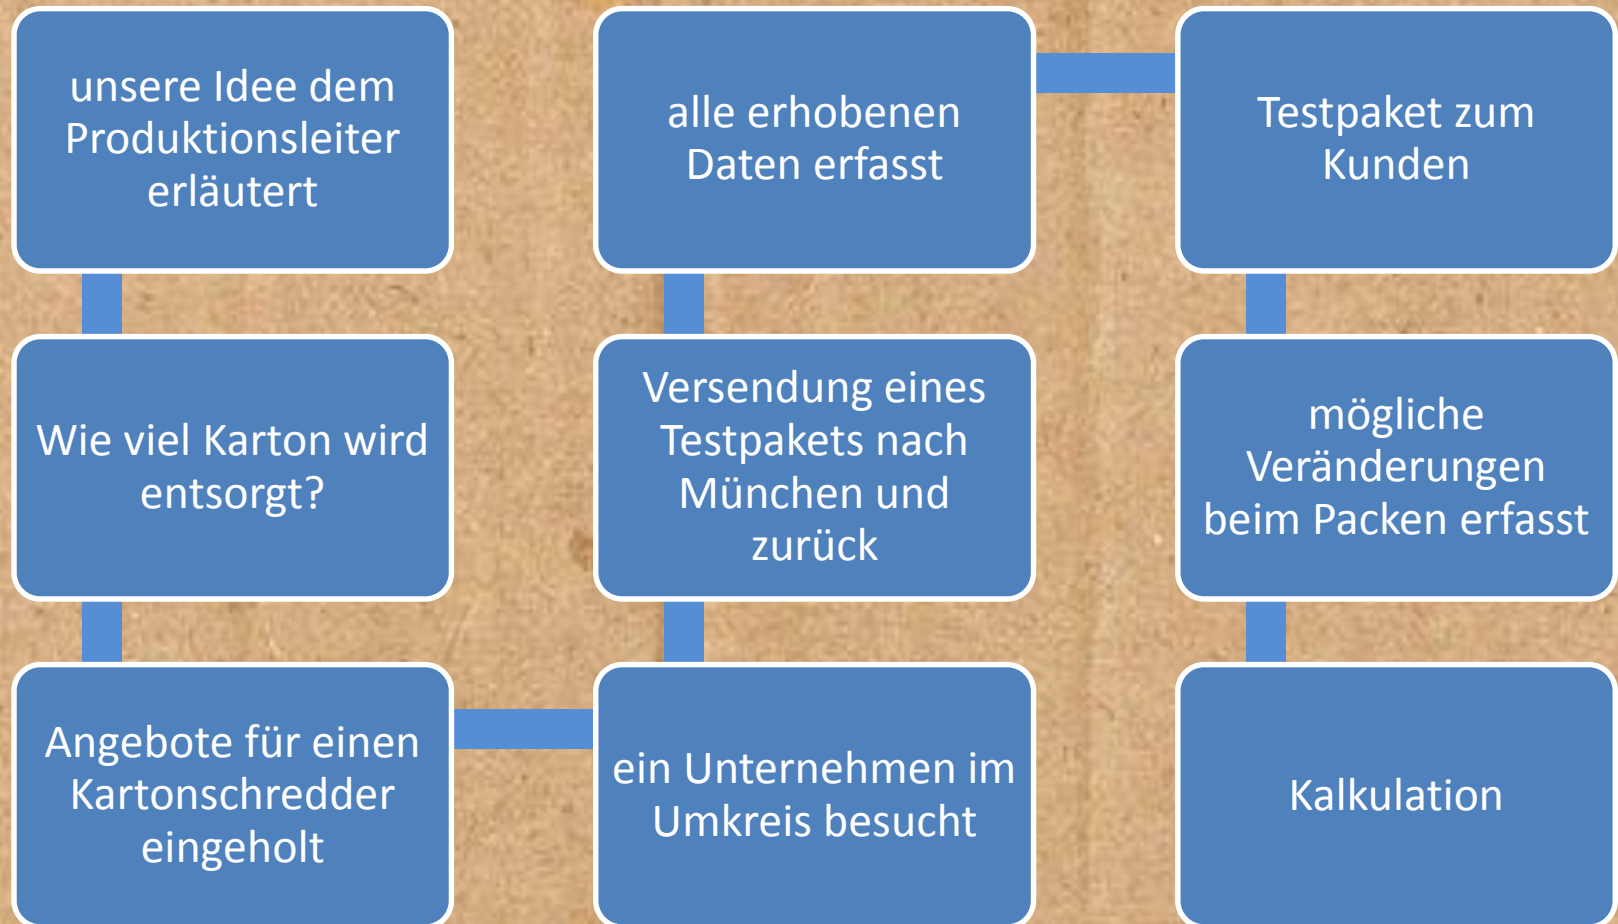 unsere Idee dem
Produktionsleiter
erläutert
Wie viel Karton wird
entsorgt?
Angebote für einen
Kartonschredder
eingeholt
ein Unternehmen im
Umkreis besucht
Versendung eines
Testpakets nach
München und
zurück
alle erhobenen
Daten erfasst
Testpaket zum
Kunden
mögliche
Veränderungen
beim Packen erfasst
Kalkulation